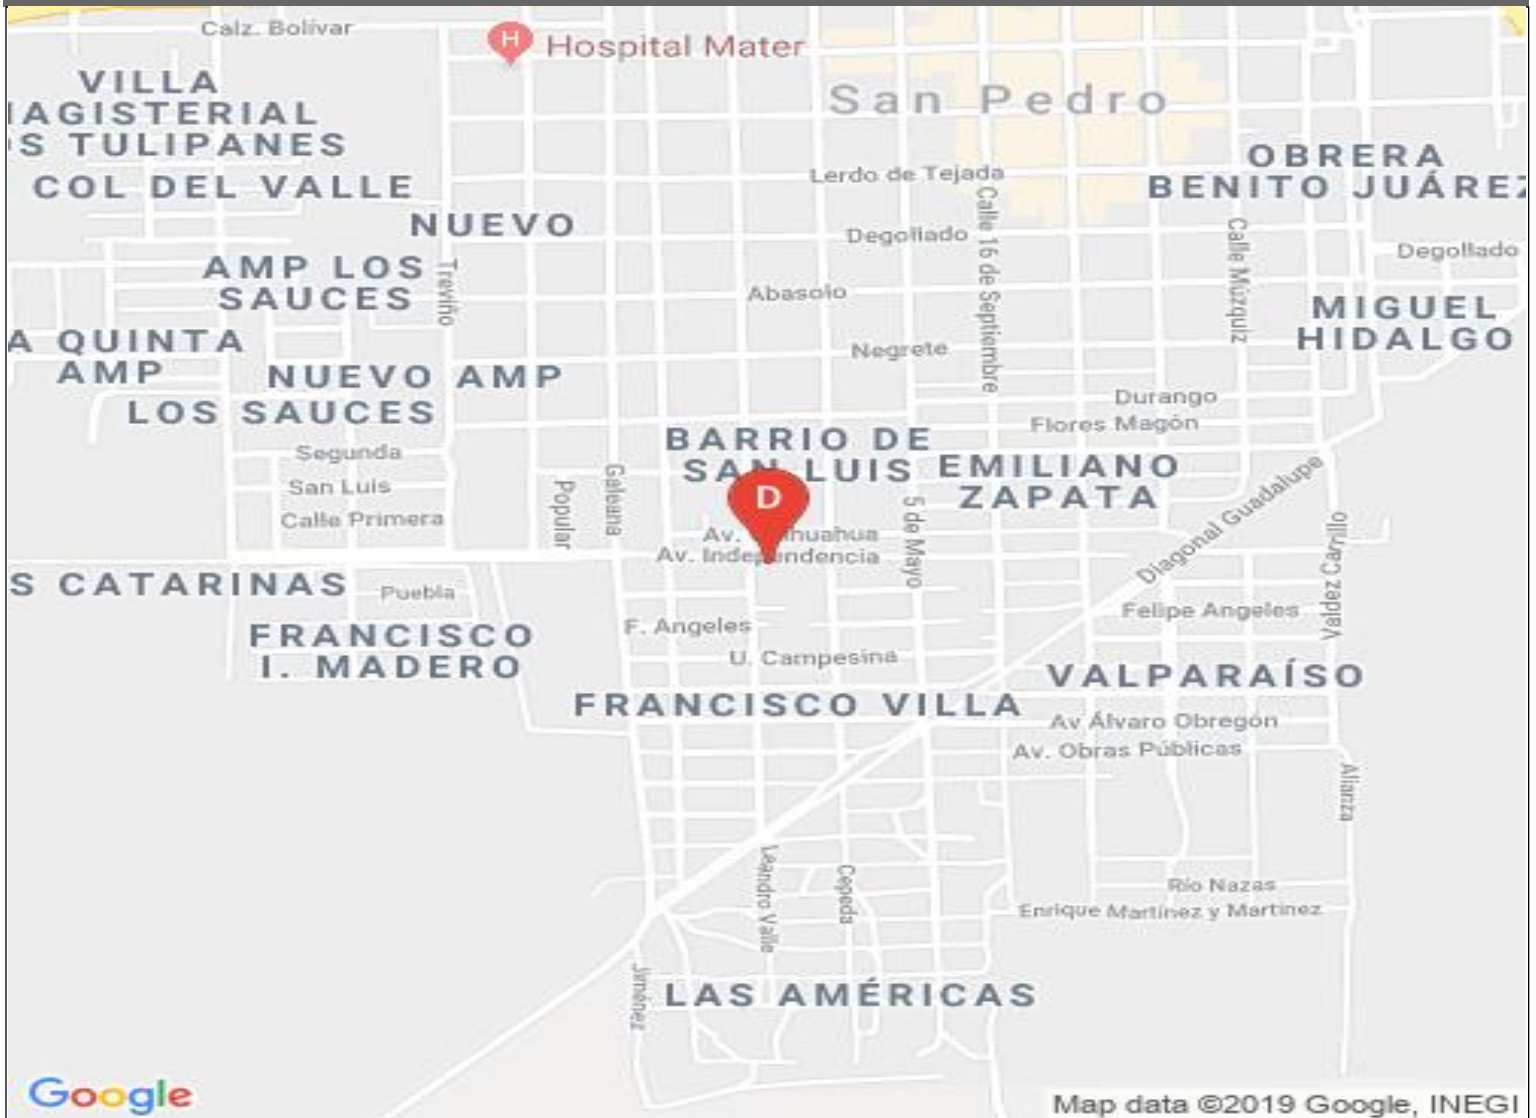 Calz. Bolívar
H Hospital Mater
VILLA
IAGISTERIAL
S TULIPANES
San Pedro
COL DEL VALLE
Lerdo de Tejada
OBRERA
BENITO JUÁREZ
NUEVO
Degollado
Calle 16 de Septiembre
Calle Múzquiz
Degollado
AMP LOS
SAUCES
Treviño
Abasolo
MIGUEL
HIDALGO
A QUINTA
AMP
Negrete
NUEVO AMP
LOS SAUCES
Durango
Flores Magón
BARRIO DE
SAN LUIS
EMILIANO
ZAPATA
Segunda
San Luis
Calle Primera
Popular
Galeana
D
5 de Mayo
Diagonal Guadalupe
Valdez Carrillo
Av. Chihuahua
Av. Independencia
S CATARINAS
Puebla
Felipe Angeles
F. Angeles
FRANCISCO
I. MADERO
U. Campesina
VALPARAÍSO
FRANCISCO VILLA
Av Álvaro Obregón
Av. Obras Públicas
Alianza
Leandro Valle
Cepeda
Río Nazas
Enrique Martínez y Martínez
Jiménez
LAS AMÉRICAS
Google
Map data ©2019 Google, INEGI